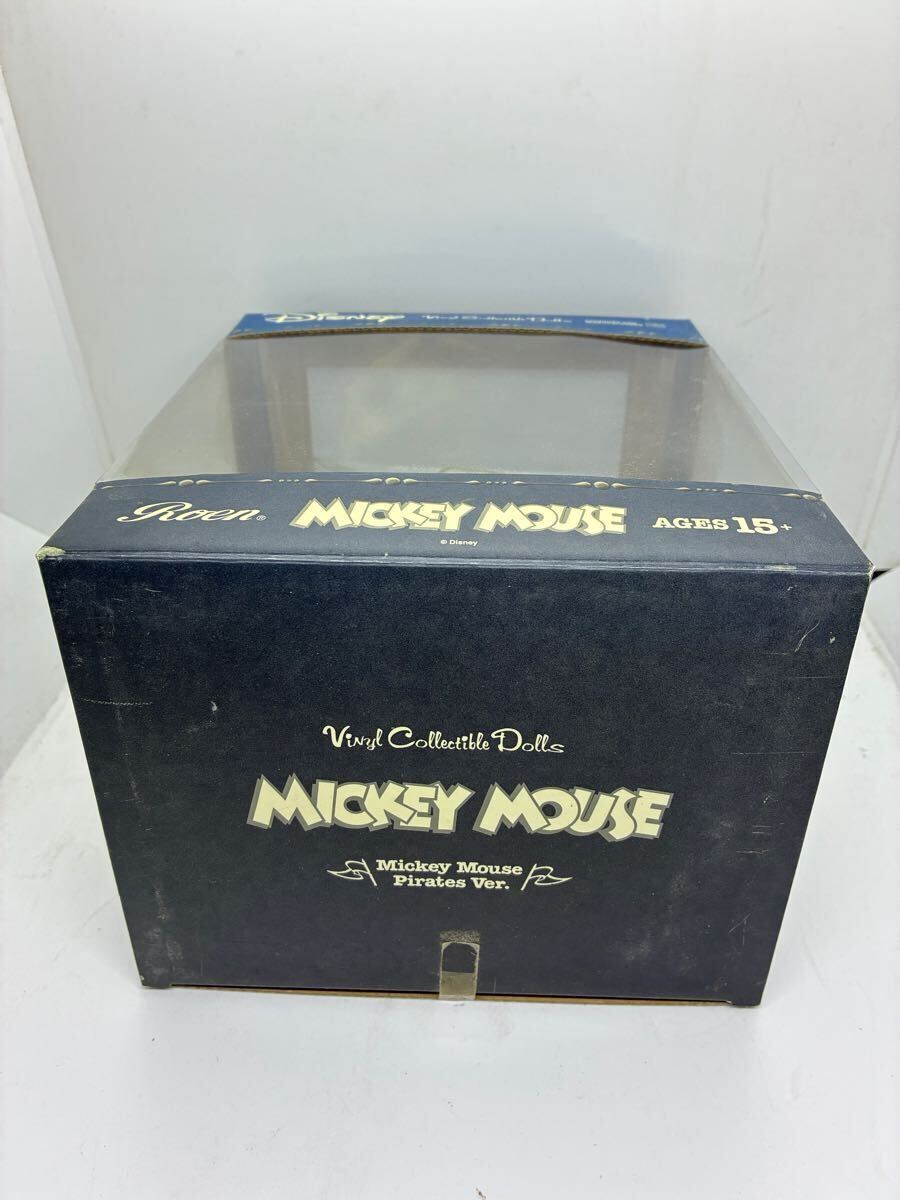 Disney
Roen® MICKEY MOUSE AGES 15+
© Disney
Vinyl Collectible Dolls
MICKEY MOUSE
Mickey Mouse
Pirates Ver.